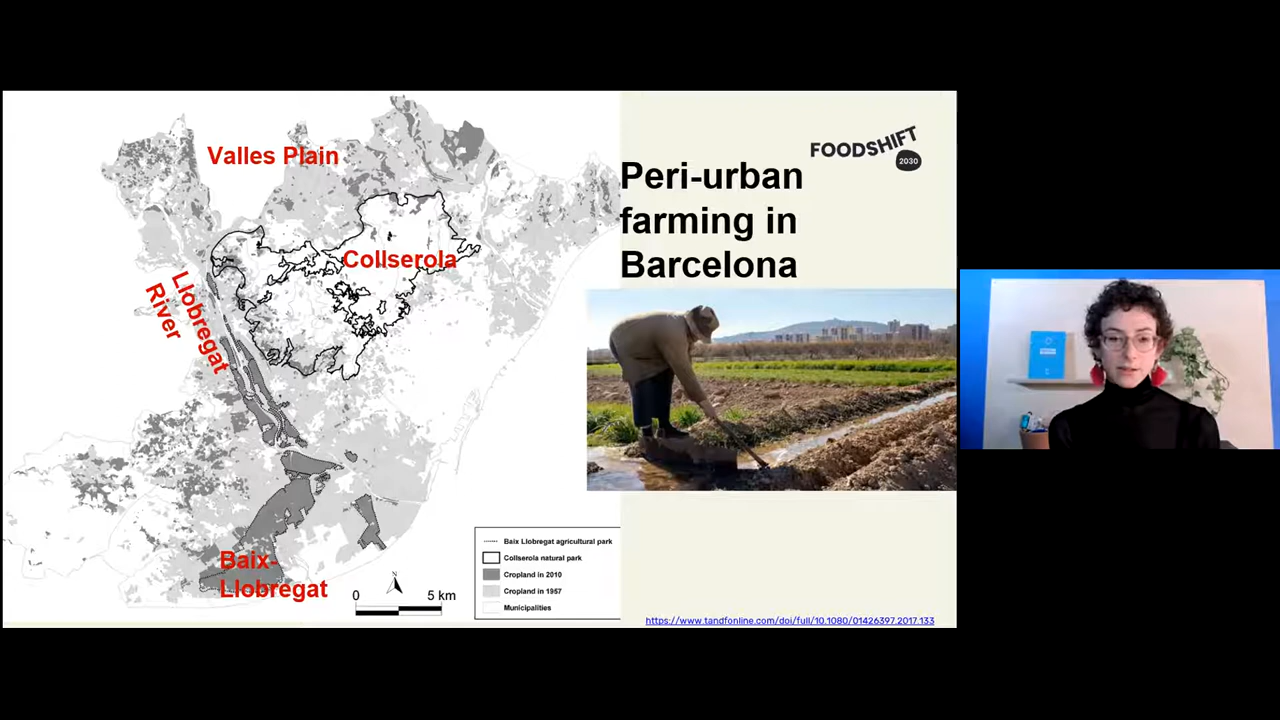 Valles Plain
Collserola
Llobregat
River
Baix-
Llobregat
N
0 5 km
Baix Llobregat agricultural park
Collserola natural park
Cropland in 2010
Cropland in 1957
Municipalities
FOODSHIFT
2030
Peri-urban
farming in
Barcelona
https://www.tandfonline.com/doi/full/10.1080/01426397.2017.133